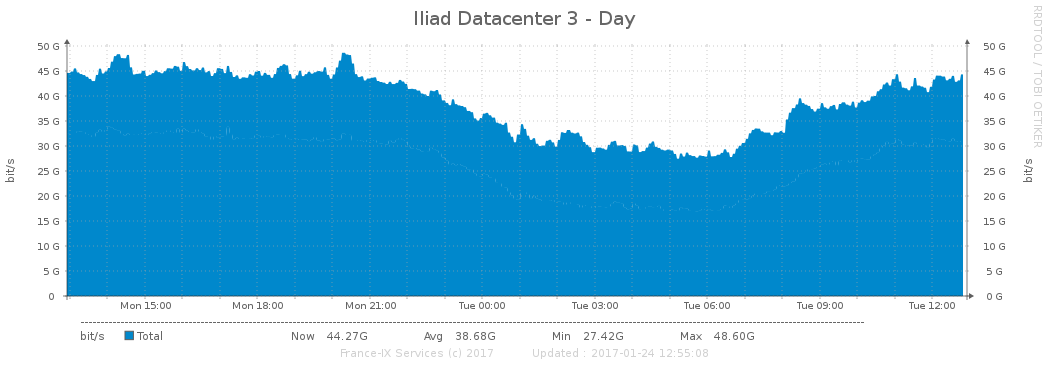 Iliad Datacenter 3 - Day
RRDTOOL / TOBI OETIKER
bit/s
50 G 50 G
45 G 45 G
40 G 40 G
35 G 35 G
30 G 30 G
25 G 25 G
20 G 20 G
15 G 15 G
10 G 10 G
5 G 5 G
0 0 G
bit/s
Mon 15:00 Mon 18:00 Mon 21:00 Tue 00:00 Tue 03:00 Tue 06:00 Tue 09:00 Tue 12:00
bit/s Total Now 44.27G Avg 38.68G Min 27.42G Max 48.60G
France-IX Services (c) 2017 Updated : 2017-01-24 12:55:08